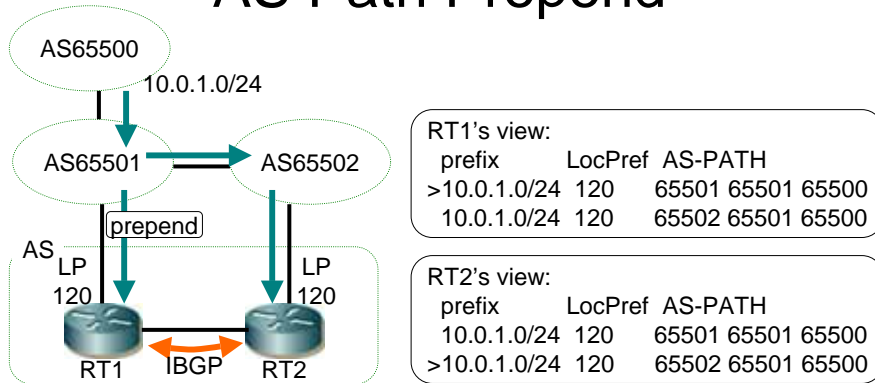 AS Path Prepend
AS65500
10.0.1.0/24
AS65501
AS65502
prepend
AS
LP
120
LP
120
RT1
IBGP
RT2
RT1's view:
prefix LocPref AS-PATH
>10.0.1.0/24 120 65501 65501 65500
10.0.1.0/24 120 65502 65501 65500
RT2's view:
prefix LocPref AS-PATH
10.0.1.0/24 120 65501 65501 65500
>10.0.1.0/24 120 65502 65501 65500